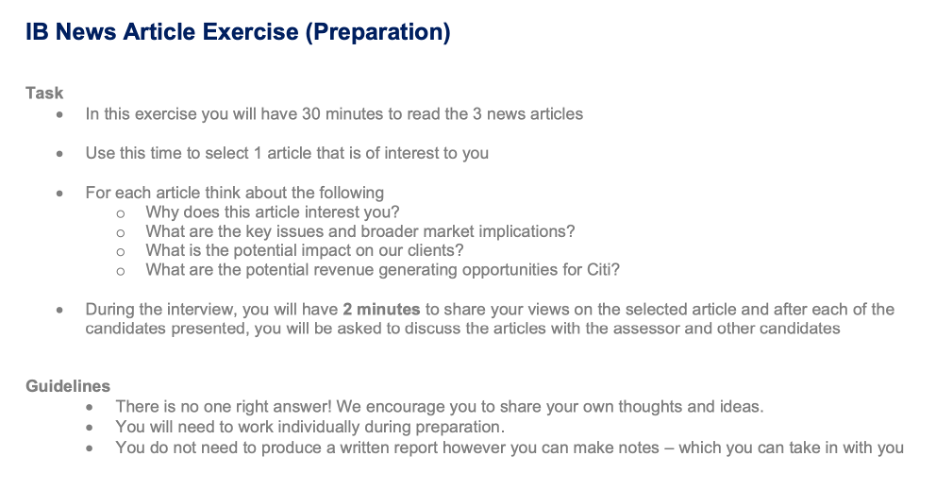 IB News Article Exercise (Preparation)
Task
• In this exercise you will have 30 minutes to read the 3 news articles
• Use this time to select 1 article that is of interest to you
• For each article think about the following
o Why does this article interest you?
o What are the key issues and broader market implications?
o What is the potential impact on our clients?
o What are the potential revenue generating opportunities for Citi?
• During the interview, you will have 2 minutes to share your views on the selected article and after each of the
candidates presented, you will be asked to discuss the articles with the assessor and other candidates
Guidelines
• There is no one right answer! We encourage you to share your own thoughts and ideas.
• You will need to work individually during preparation.
• You do not need to produce a written report however you can make notes – which you can take in with you